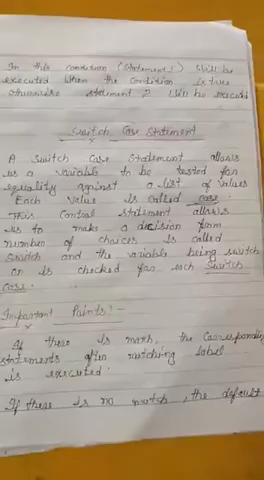 In this condition (Statement 1) will be
executed when the condition is true
otherwise statement 2 will be executed
Switch Case Statement
A Switch Case Statement allows
us a variable to be tested for
equality against a list of values
Each value is called case.
This Control statement allows
us to make a decision from
number of choices is called
Switch and the variable being switch
on is checked for each switch
case.
Important Points:-
If there is match, the Corresponding
statements after matching label
is executed.
If there is no match, the default